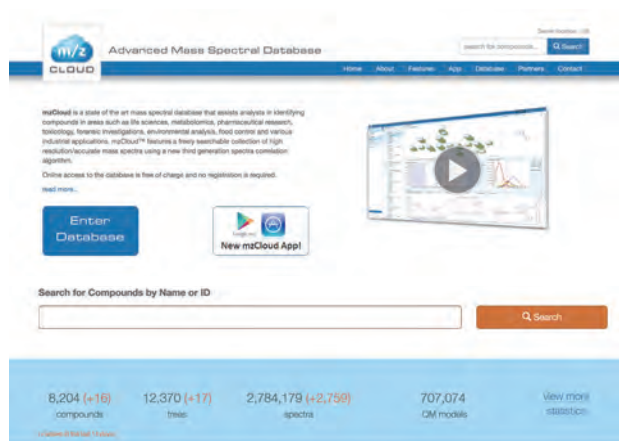 m/z
CLOUD
Advanced Mass Spectral Database
search for compounds...
Search
Home About Features App Database Partners Contact
mzCloud is a state of the art mass spectral database that assists analysts in identifying
compounds in areas such as life sciences, metabolomics, pharmaceutical research,
toxicology, forensic investigations, environmental analysis, food control and various
industrial applications. mzCloud™ features a freely searchable collection of high
resolution/accurate mass spectra using a new third generation spectra correlation
algorithm.
Online access to the database is free of charge and no registration is required.
read more...
Enter
Database
Google play
New mzCloud App!
Search for Compounds by Name or ID
Search
8,204 (+16)
compounds
12,370 (+17)
trees
2,784,179 (+2,759)
spectra
707,074
QM models
view more
statistics...